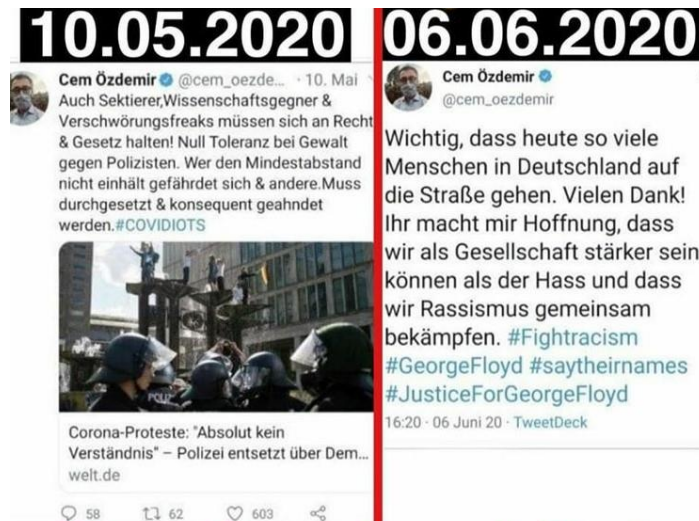 10.05.2020
Cem Özdemir @cem_oezde... · 10. Mai
Auch Sektierer,Wissenschaftsgegner &
Verschwörungsfreaks müssen sich an Recht
& Gesetz halten! Null Toleranz bei Gewalt
gegen Polizisten. Wer den Mindestabstand
nicht einhält gefährdet sich & andere.Muss
durchgesetzt & konsequent geahndet
werden.#COVIDIOTS
Corona-Proteste: "Absolut kein
Verständnis" – Polizei entsetzt über Dem...
welt.de
58 62 603
06.06.2020
Cem Özdemir
@cem_oezdemir
Wichtig, dass heute so viele
Menschen in Deutschland auf
die Straße gehen. Vielen Dank!
Ihr macht mir Hoffnung, dass
wir als Gesellschaft stärker sein
können als der Hass und dass
wir Rassismus gemeinsam
bekämpfen. #Fightracism
#GeorgeFloyd #saytheirnames
#JusticeForGeorgeFloyd
16:20 · 06 Juni 20 · TweetDeck